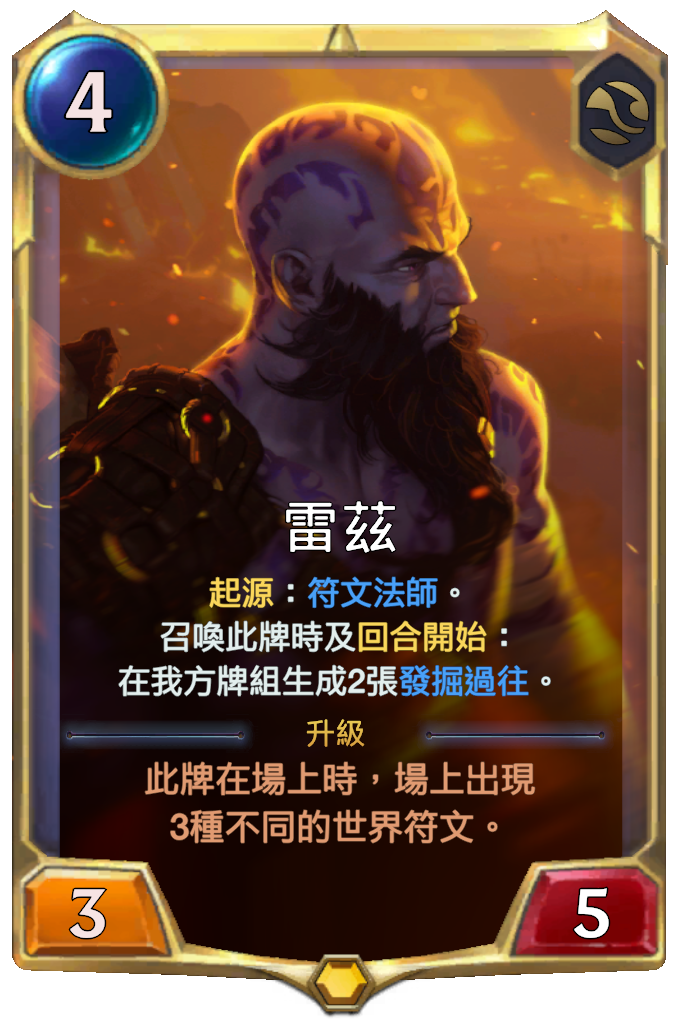 4
雷茲
起源：符文法師。
召喚此牌時及回合開始：
在我方牌組生成2張發掘過往。
升級
此牌在場上時，場上出現
3種不同的世界符文。
3
5